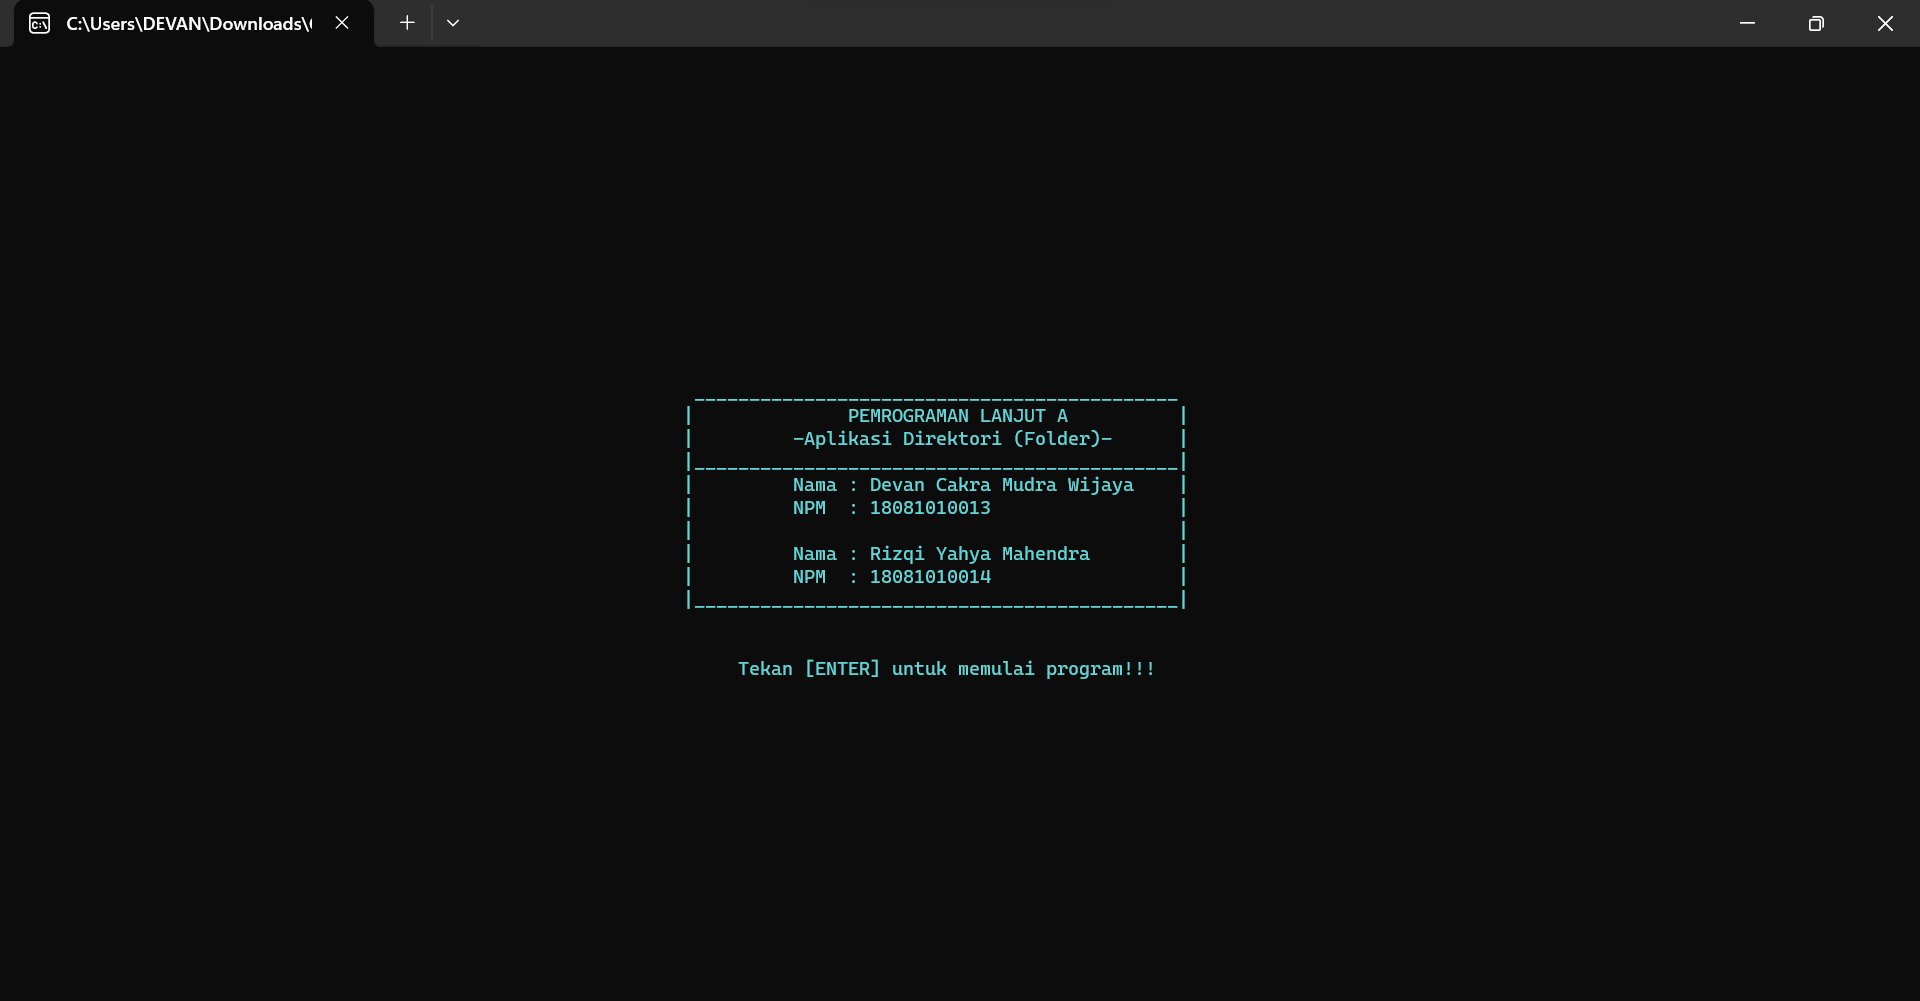 C:\Users\DEVAN\Downloads\
PEMROGRAMAN LANJUT A
-Aplikasi Direktori (Folder)-
Nama : Devan Cakra Mudra Wijaya
NPM  : 18081010013
Nama : Rizqi Yahya Mahendra
NPM  : 18081010014
Tekan [ENTER] untuk memulai program!!!